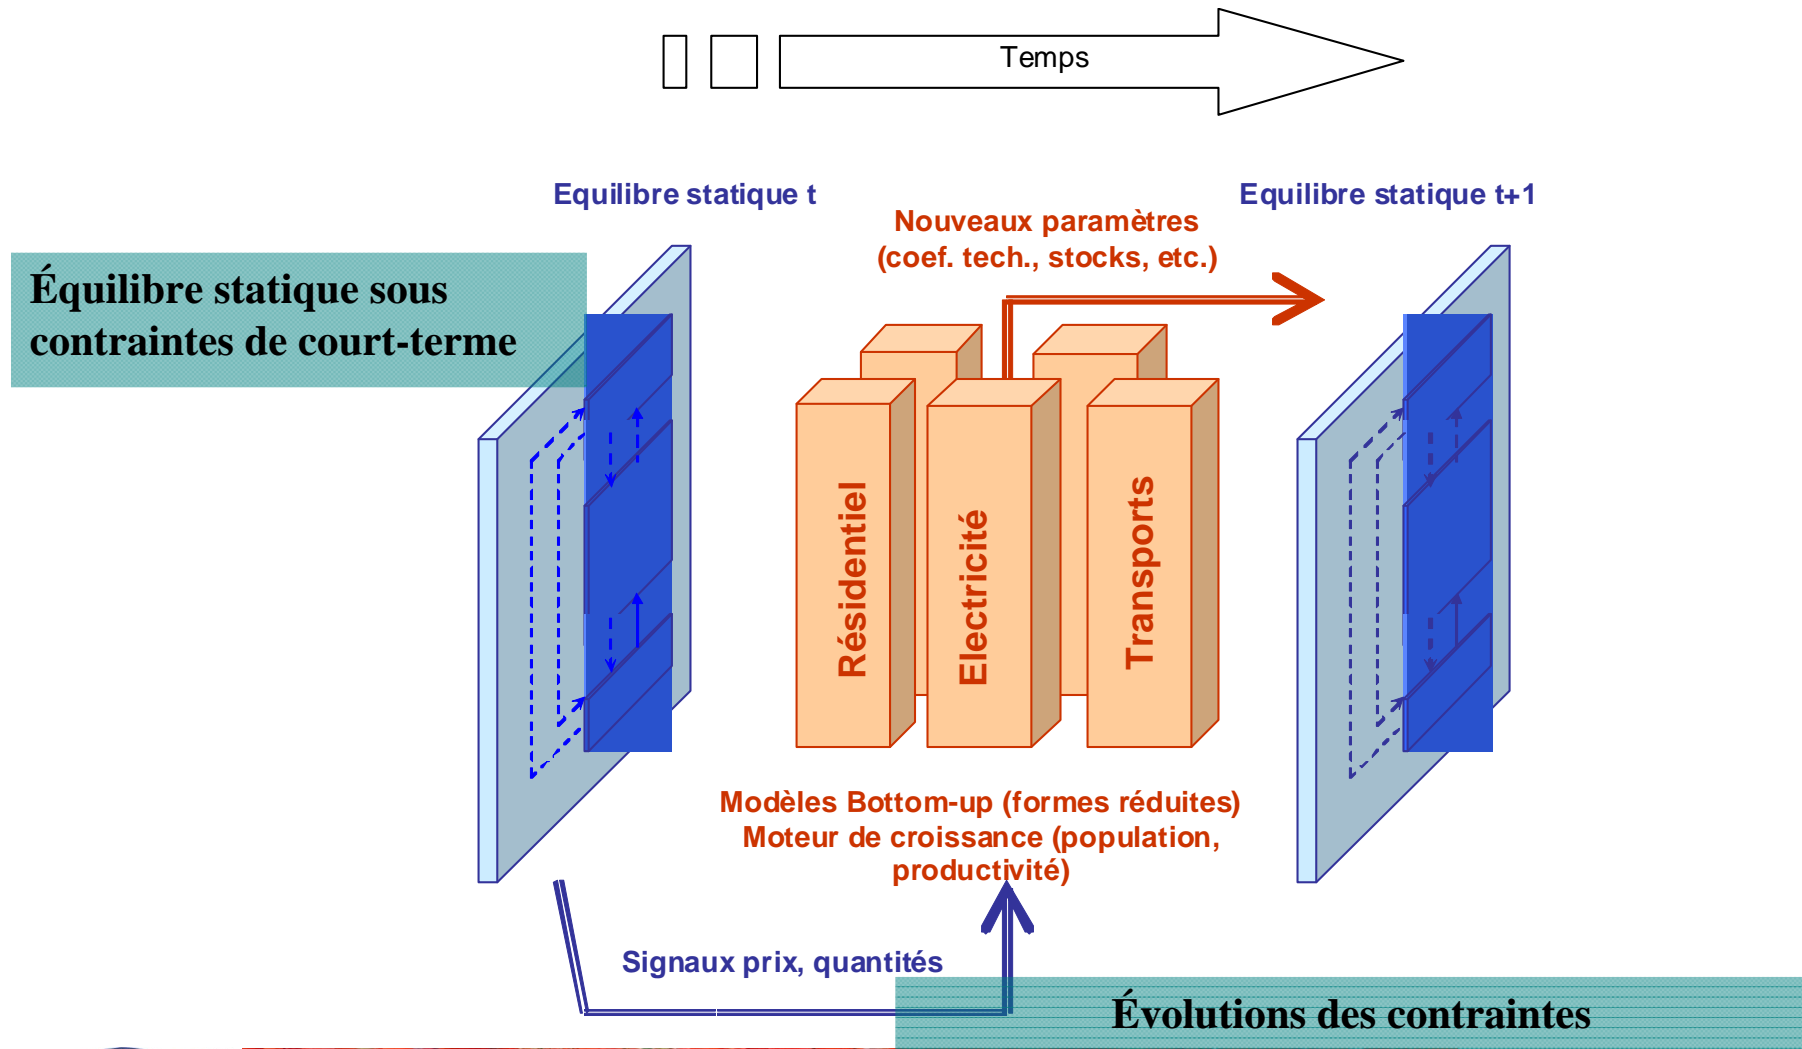 Temps
Equilibre statique t
Equilibre statique t+1
Nouveaux paramètres
(coef. tech., stocks, etc.)
Équilibre statique sous
contraintes de court-terme
Résidentiel
Electricité
Transports
Modèles Bottom-up (formes réduites)
Moteur de croissance (population,
productivité)
Signaux prix, quantités
Évolutions des contraintes